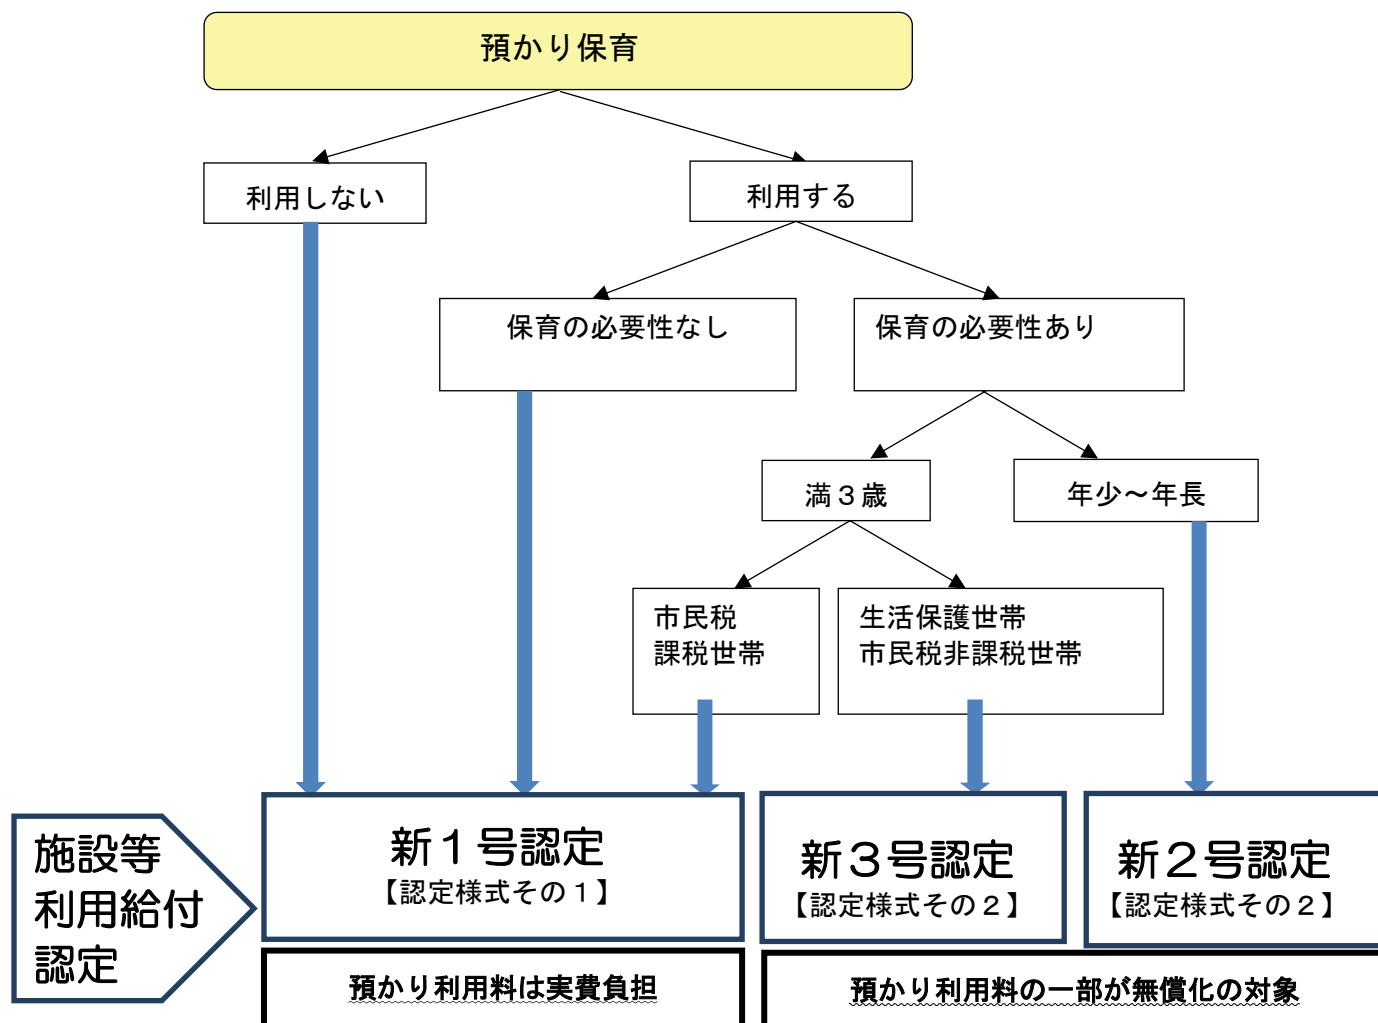 預かり保育
利用しない
利用する
保育の必要性なし
保育の必要性あり
満３歳
年少～年長
市民税
課税世帯
生活保護世帯
市民税非課税世帯
施設等
利用給付
認定
新１号認定
【認定様式その１】
新３号認定
【認定様式その２】
新２号認定
【認定様式その２】
預かり利用料は実費負担
預かり利用料の一部が無償化の対象